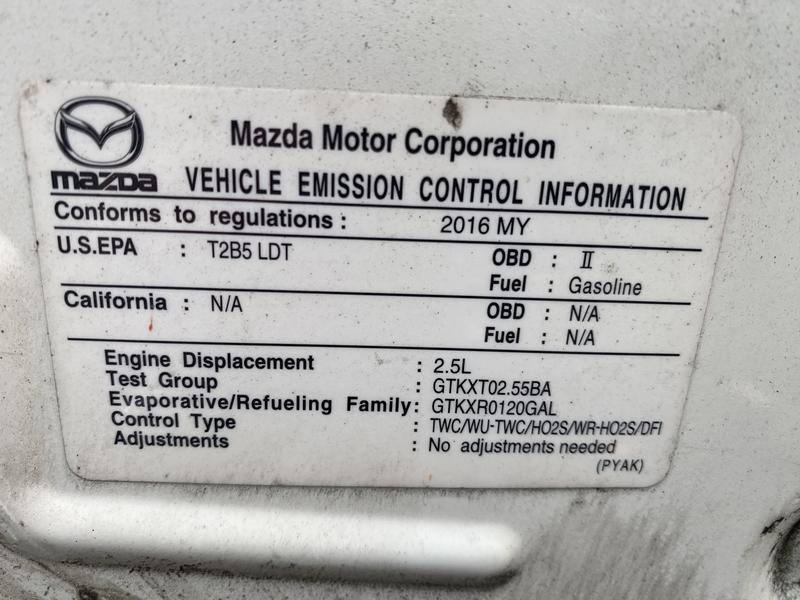 Mazda Motor Corporation
mazda VEHICLE EMISSION CONTROL INFORMATION
Conforms to regulations : 2016 MY
U.S.EPA : T2B5 LDT OBD : II
Fuel : Gasoline
California : N/A OBD : N/A
Fuel : N/A
Engine Displacement : 2.5L
Test Group : GTKXT02.55BA
Evaporative/Refueling Family : GTKXR0120GAL
Control Type : TWC/WU-TWC/HO2S/WR-HO2S/DFI
Adjustments : No adjustments needed
(PYAK)